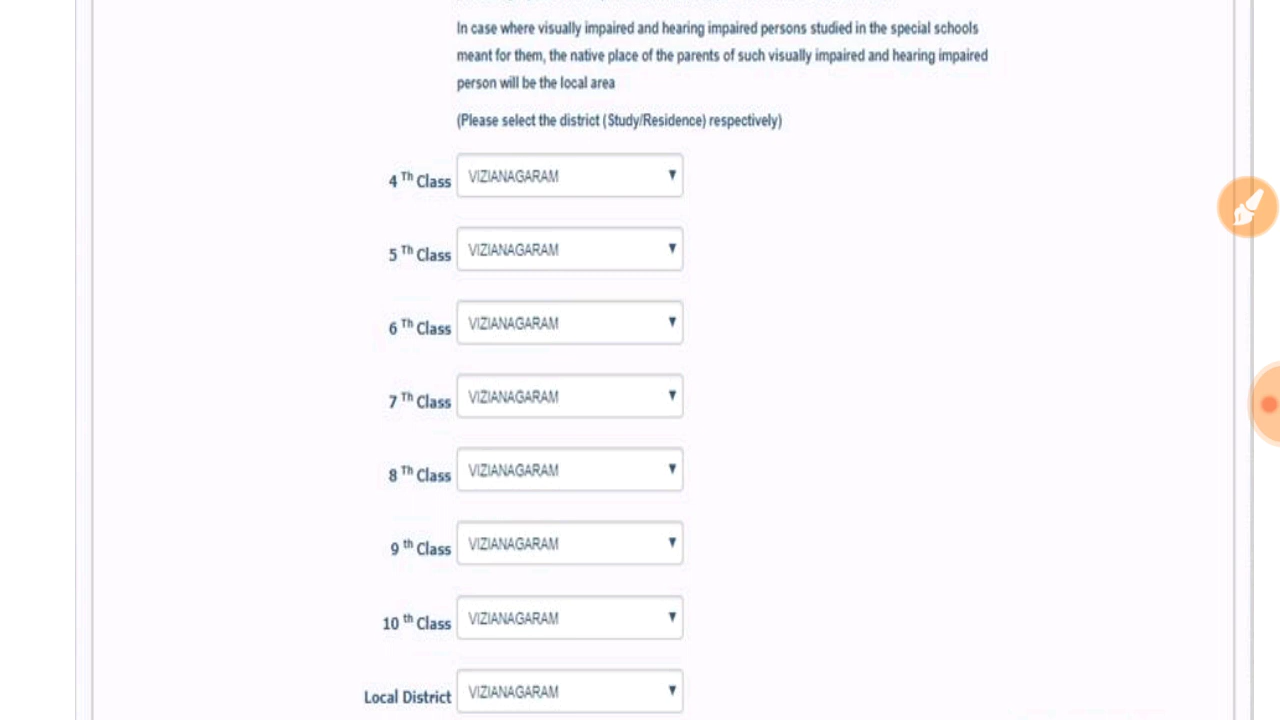 In case where visually impaired and hearing impaired persons studied in the special schools
meant for them, the native place of the parents of such visually impaired and hearing impaired
person will be the local area
(Please select the district (Study/Residence) respectively)
4 Th Class VIZIANAGARAM
5 Th Class VIZIANAGARAM
6 Th Class VIZIANAGARAM
7 Th Class VIZIANAGARAM
8 Th Class VIZIANAGARAM
9 th Class VIZIANAGARAM
10 th Class VIZIANAGARAM
Local District VIZIANAGARAM